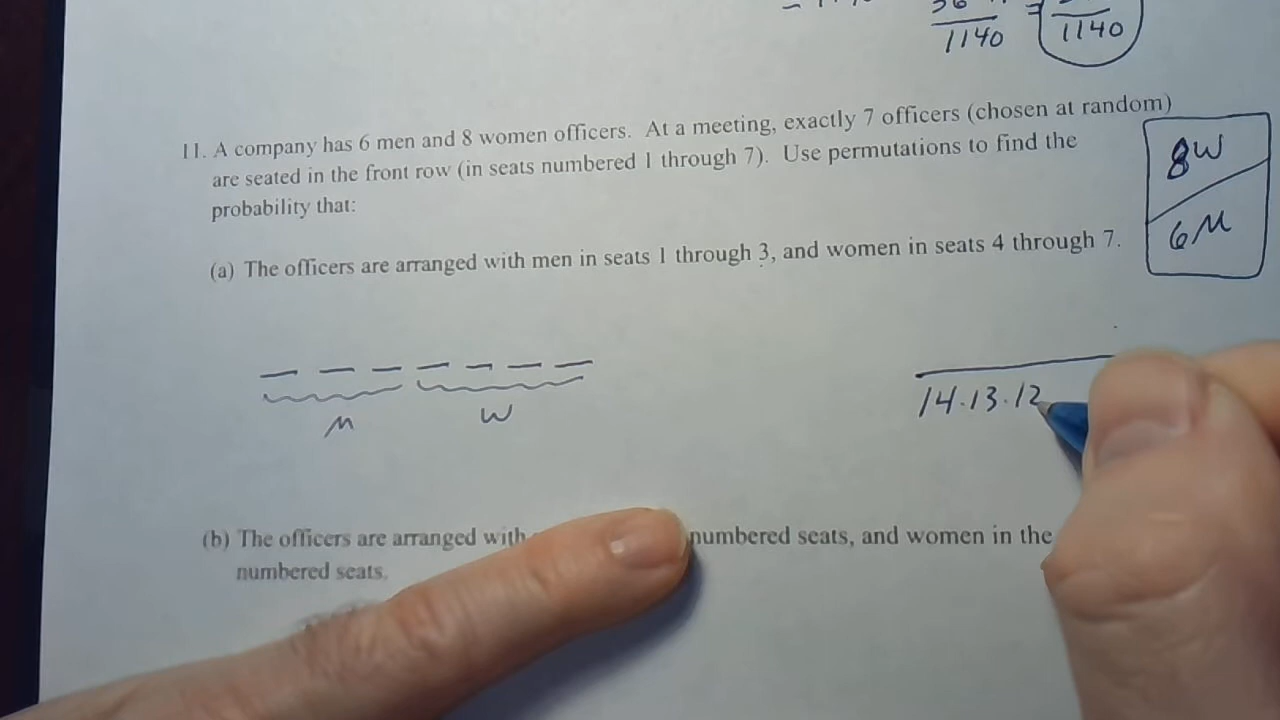 1140
1140
11. A company has 6 men and 8 women officers. At a meeting, exactly 7 officers (chosen at random)
are seated in the front row (in seats numbered 1 through 7). Use permutations to find the
probability that:
8W
6M
(a) The officers are arranged with men in seats 1 through 3, and women in seats 4 through 7.
M W
14.13.12
(b) The officers are arranged with numbered seats, and women in the
numbered seats.